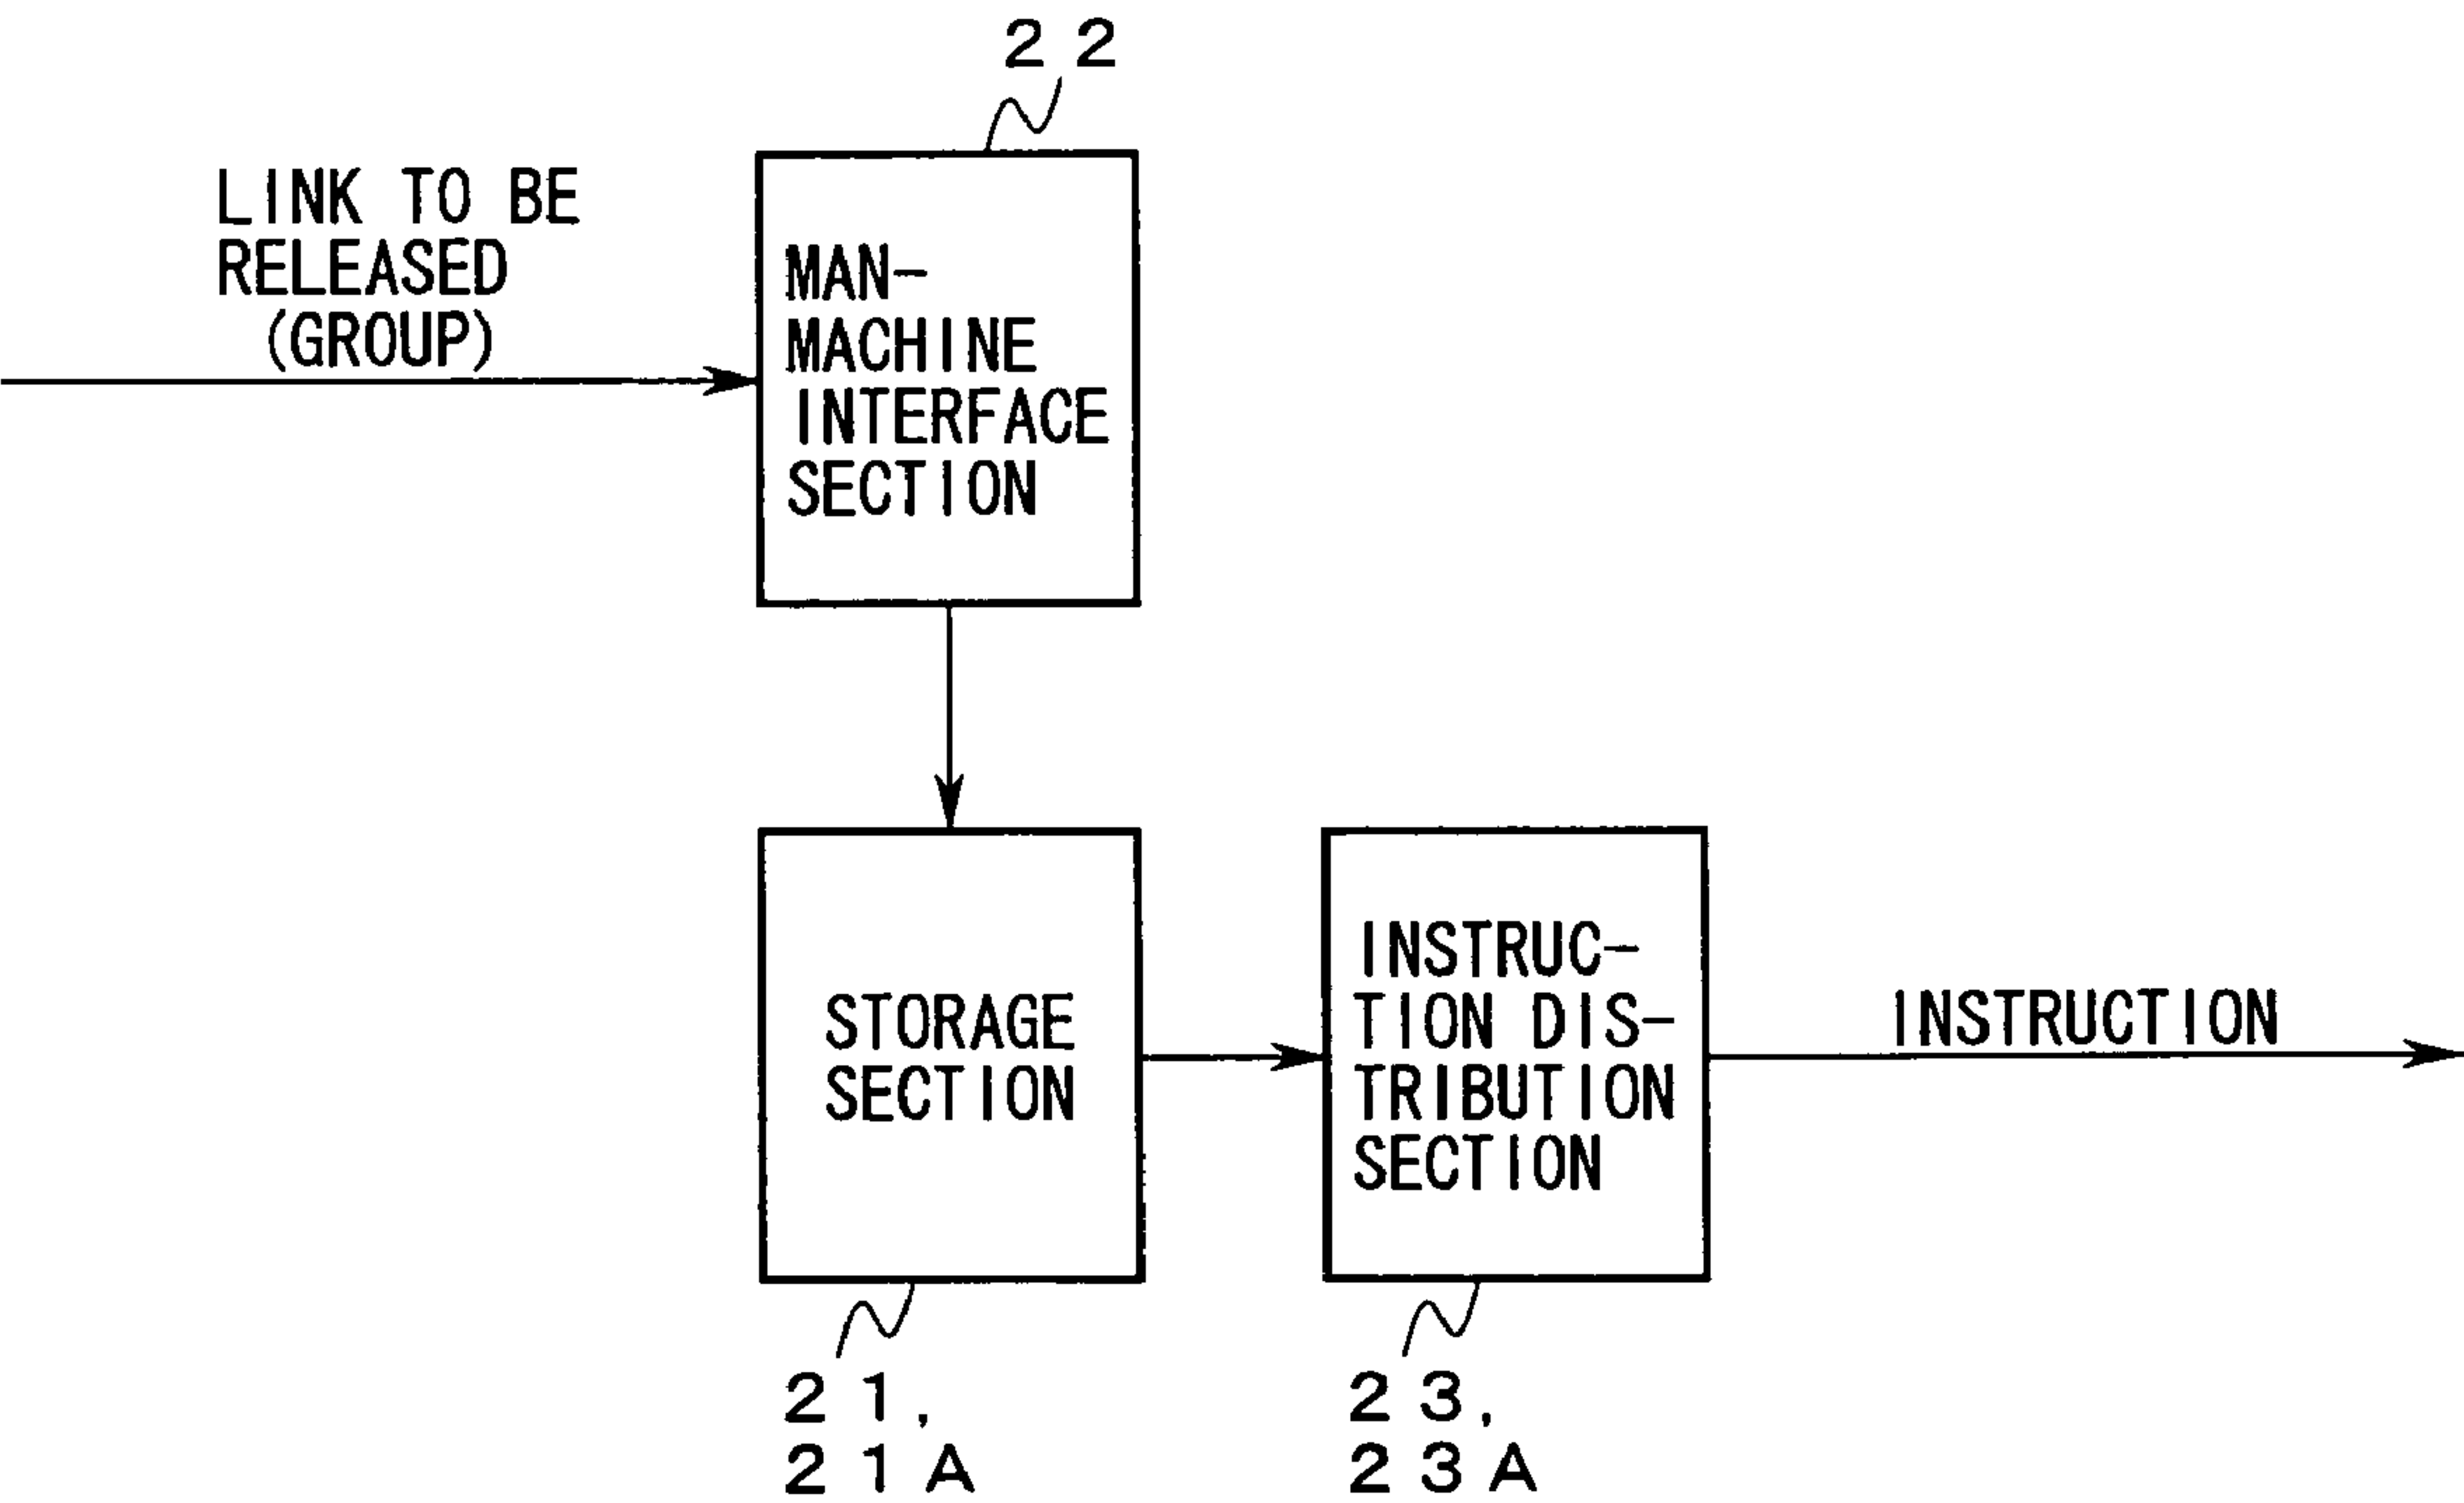 22
LINK TO BE
RELEASED
(GROUP)
MAN-
MACHINE
INTERFACE
SECTION
STORAGE
SECTION
INSTRUC-
TION DIS-
TRIBUTION
SECTION
INSTRUCTION
21,
21A
23,
23A